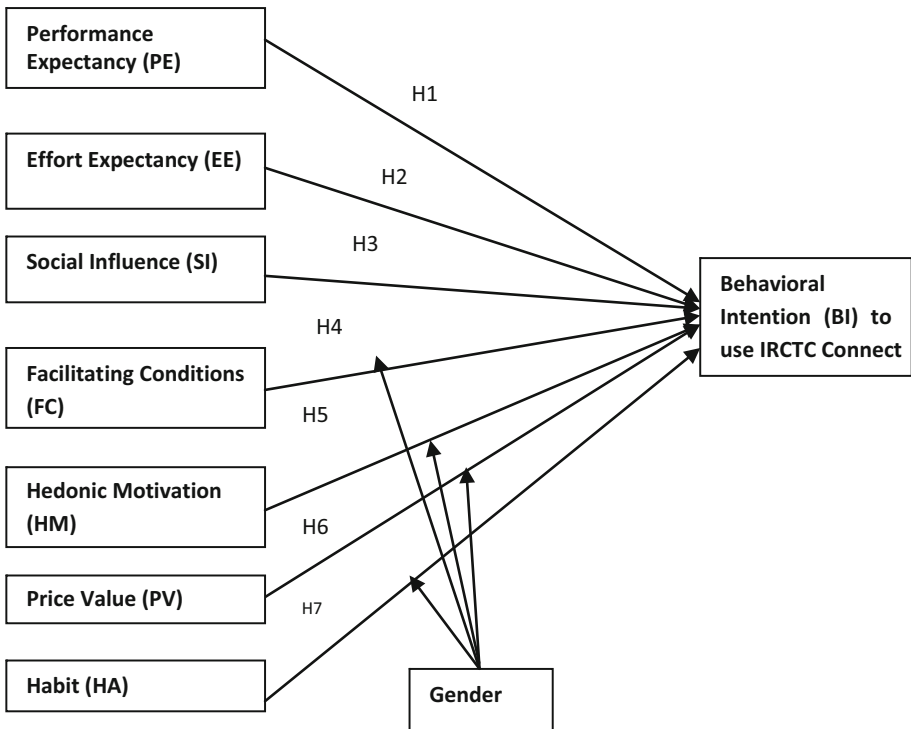 Performance
Expectancy (PE)
H1
Effort Expectancy (EE)
H2
Social Influence (SI)
H3
Behavioral
Intention (BI) to
use IRCTC Connect
H4
Facilitating Conditions
(FC)
H5
Hedonic Motivation
(HM)
H6
Price Value (PV)
H7
Habit (HA)
Gender